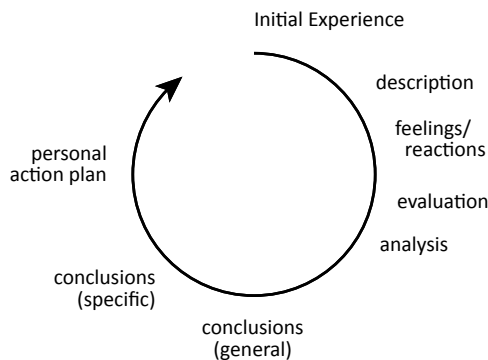 Initial Experience
description
feelings/
reactions
evaluation
analysis
conclusions
(general)
conclusions
(specific)
personal
action plan